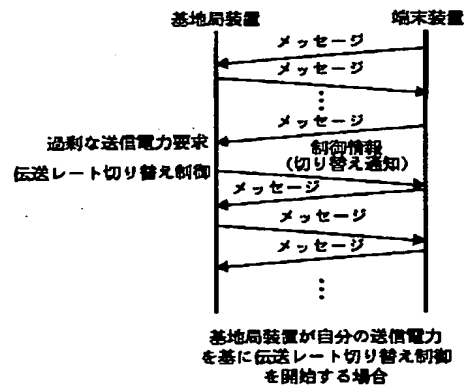 基地局装置
端末装置
メッセージ
メッセージ
メッセージ
過剰な送信電力要求
制御情報
(切り替え通知)
伝送レート切り替え制御
メッセージ
メッセージ
メッセージ
基地局装置が自分の送信電力
を基に伝送レート切り替え制御
を開始する場合